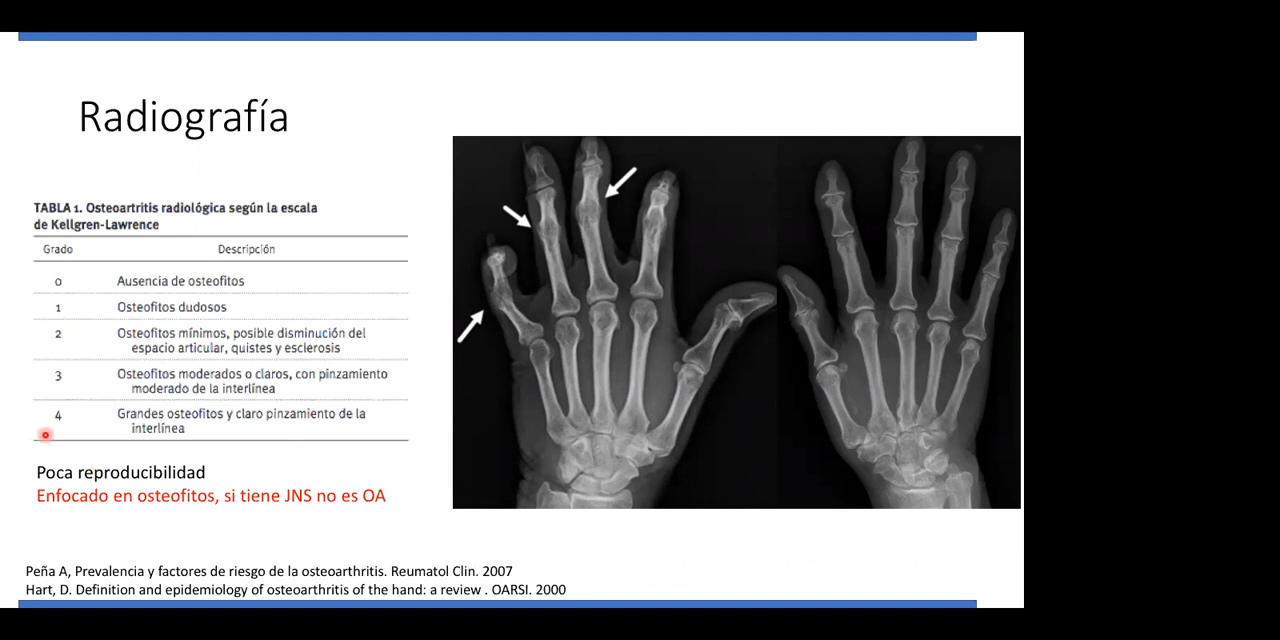 Radiografía
TABLA 1. Osteoartritis radiológica según la escala
de Kellgren-Lawrence
Grado Descripción
0 Ausencia de osteofitos
1 Osteofitos dudosos
2 Osteofitos mínimos, posible disminución del
espacio articular, quistes y esclerosis
3 Osteofitos moderados o claros, con pinzamiento
moderado de la interlínea
4 Grandes osteofitos y claro pinzamiento de la
interlínea
Poca reproducibilidad
Enfocado en osteofitos, si tiene JNS no es OA
Peña A, Prevalencia y factores de riesgo de la osteoarthritis. Reumatol Clin. 2007
Hart, D. Definition and epidemiology of osteoarthritis of the hand: a review . OARSI. 2000